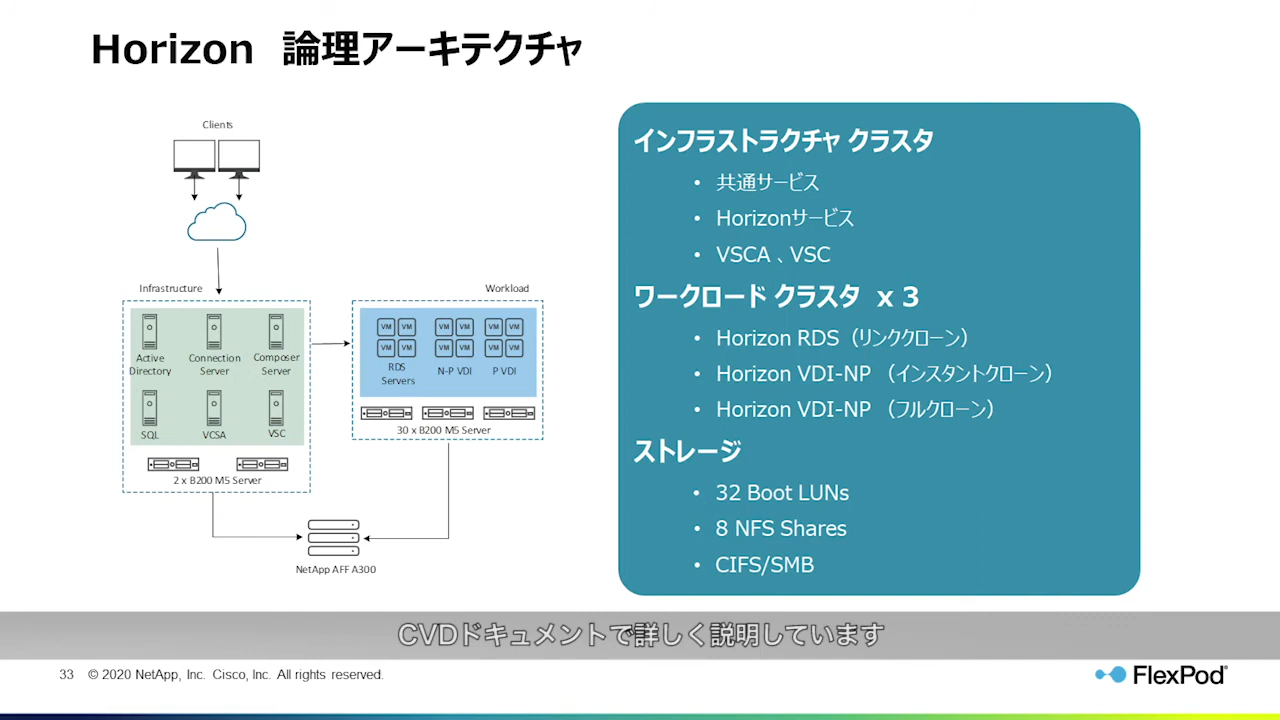 Horizon 論理アーキテクチャ
Clients
Infrastructure
Workload
Active
Directory
Connection
Server
Composer
Server
SQL
VCSA
VSC
2 x B200 M5 Server
VM VM VM VM VM VM
VM VM VM VM VM VM
RDS
Servers
N-P VDI
P VDI
30 x B200 M5 Server
NetApp AFF A300
インフラストラクチャ クラスタ
• 共通サービス
• Horizonサービス
• VSCA 、VSC
ワークロード クラスタ x 3
• Horizon RDS（リンククローン）
• Horizon VDI-NP （インスタントクローン）
• Horizon VDI-NP （フルクローン）
ストレージ
• 32 Boot LUNs
• 8 NFS Shares
• CIFS/SMB
CVDドキュメントで詳しく説明しています
33 © 2020 NetApp, Inc. Cisco, Inc. All rights reserved.
FlexPod